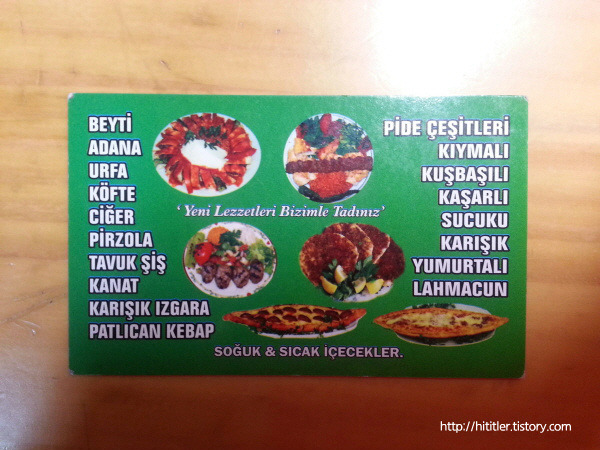 BEYTİ
ADANA
URFA
KÖFTE
CİĞER
PİRZOLA
TAVUK ŞİŞ
KANAT
KARIŞIK IZGARA
PATLICAN KEBAP
' Yeni Lezzetleri Bizimle Tadınız'
PİDE ÇEŞİTLERİ
KIYMALI
KUŞBAŞILI
KAŞARLI
SUCUKU
KARIŞIK
YUMURTALI
LAHMACUN
SOĞUK & SICAK İÇECEKLER.
http://hititler.tistory.com